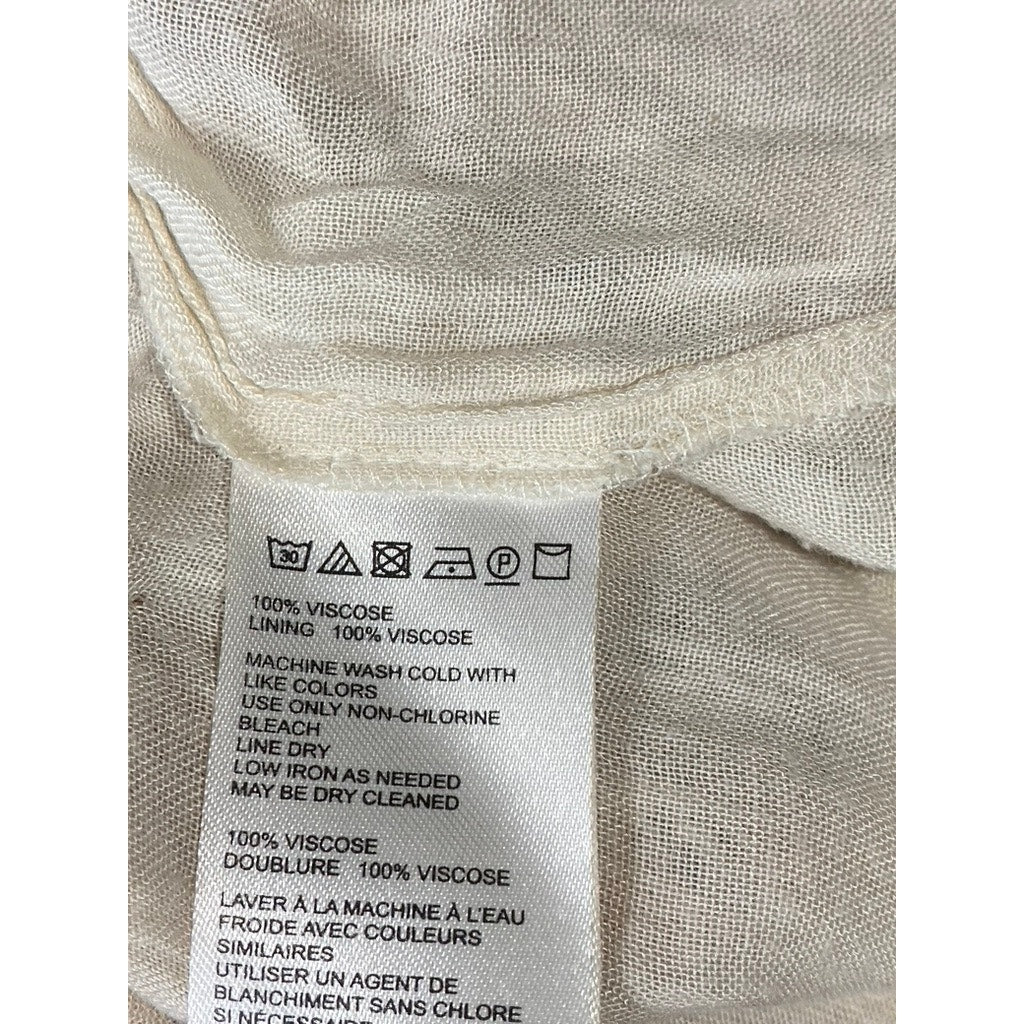 30 P
100% VISCOSE
LINING 100% VISCOSE
MACHINE WASH COLD WITH
LIKE COLORS
USE ONLY NON-CHLORINE
BLEACH
LINE DRY
LOW IRON AS NEEDED
MAY BE DRY CLEANED
100% VISCOSE
DOUBLURE 100% VISCOSE
LAVER À LA MACHINE À L'EAU
FROIDE AVEC COULEURS
SIMILAIRES
UTILISER UN AGENT DE
BLANCHIMENT SANS CHLORE
SI NÉCESSAIRE